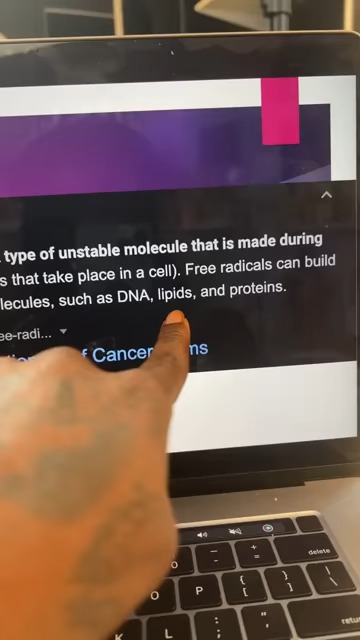 type of unstable molecule that is made during
s that take place in a cell). Free radicals can build
lecules, such as DNA, lipids, and proteins.
ee-radi...
f Cancer ms
delete
O P { [ } ] | \
K L : ; " ' retu
- _ + =